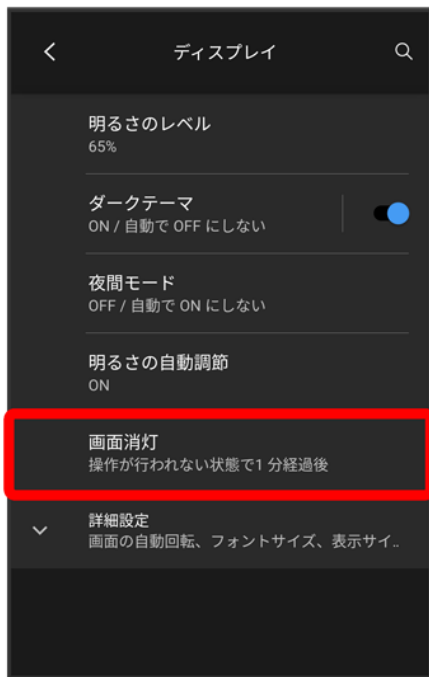 ディスプレイ
明るさのレベル
65%
ダークテーマ
ON / 自動で OFF にしない
夜間モード
OFF / 自動で ON にしない
明るさの自動調節
ON
画面消灯
操作が行われない状態で1 分経過後
詳細設定
画面の自動回転、フォントサイズ、表示サイ..